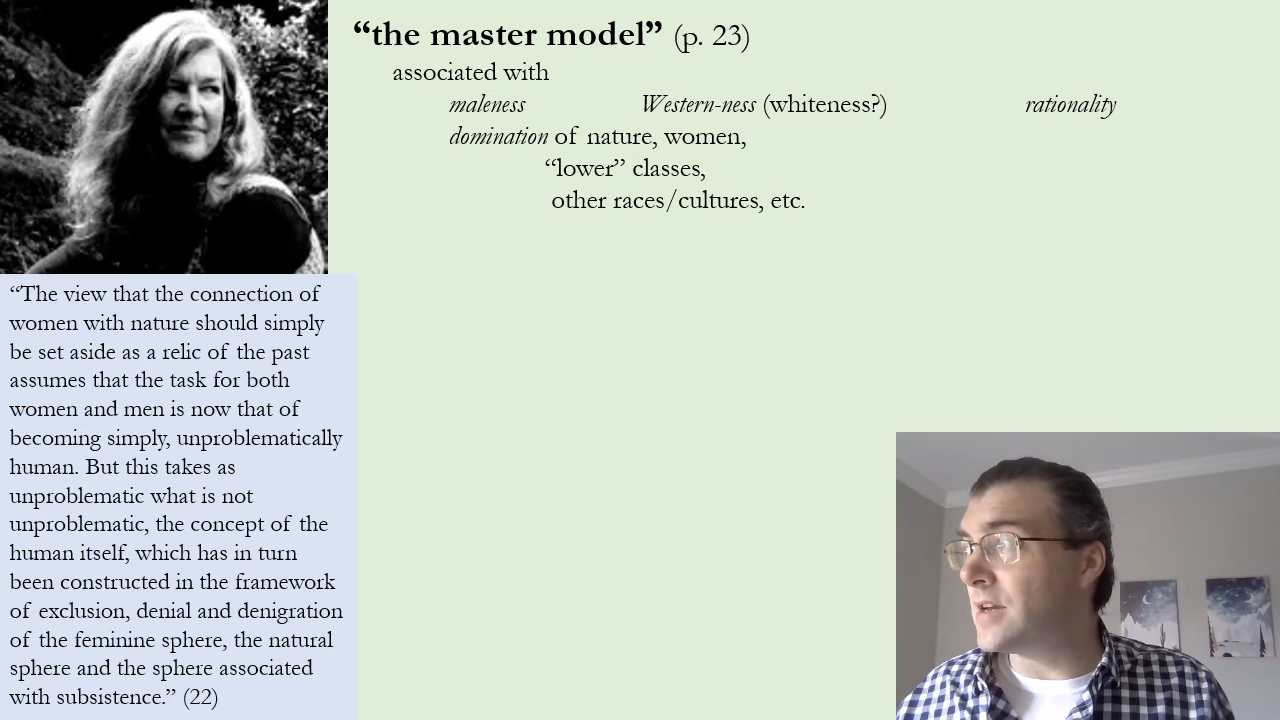 “the master model” (p. 23)
associated with
maleness Western-ness (whiteness?) rationality
domination of nature, women,
“lower” classes,
other races/cultures, etc.
“The view that the connection of
women with nature should simply
be set aside as a relic of the past
assumes that the task for both
women and men is now that of
becoming simply, unproblematically
human. But this takes as
unproblematic what is not
unproblematic, the concept of the
human itself, which has in turn
been constructed in the framework
of exclusion, denial and denigration
of the feminine sphere, the natural
sphere and the sphere associated
with subsistence.” (22)